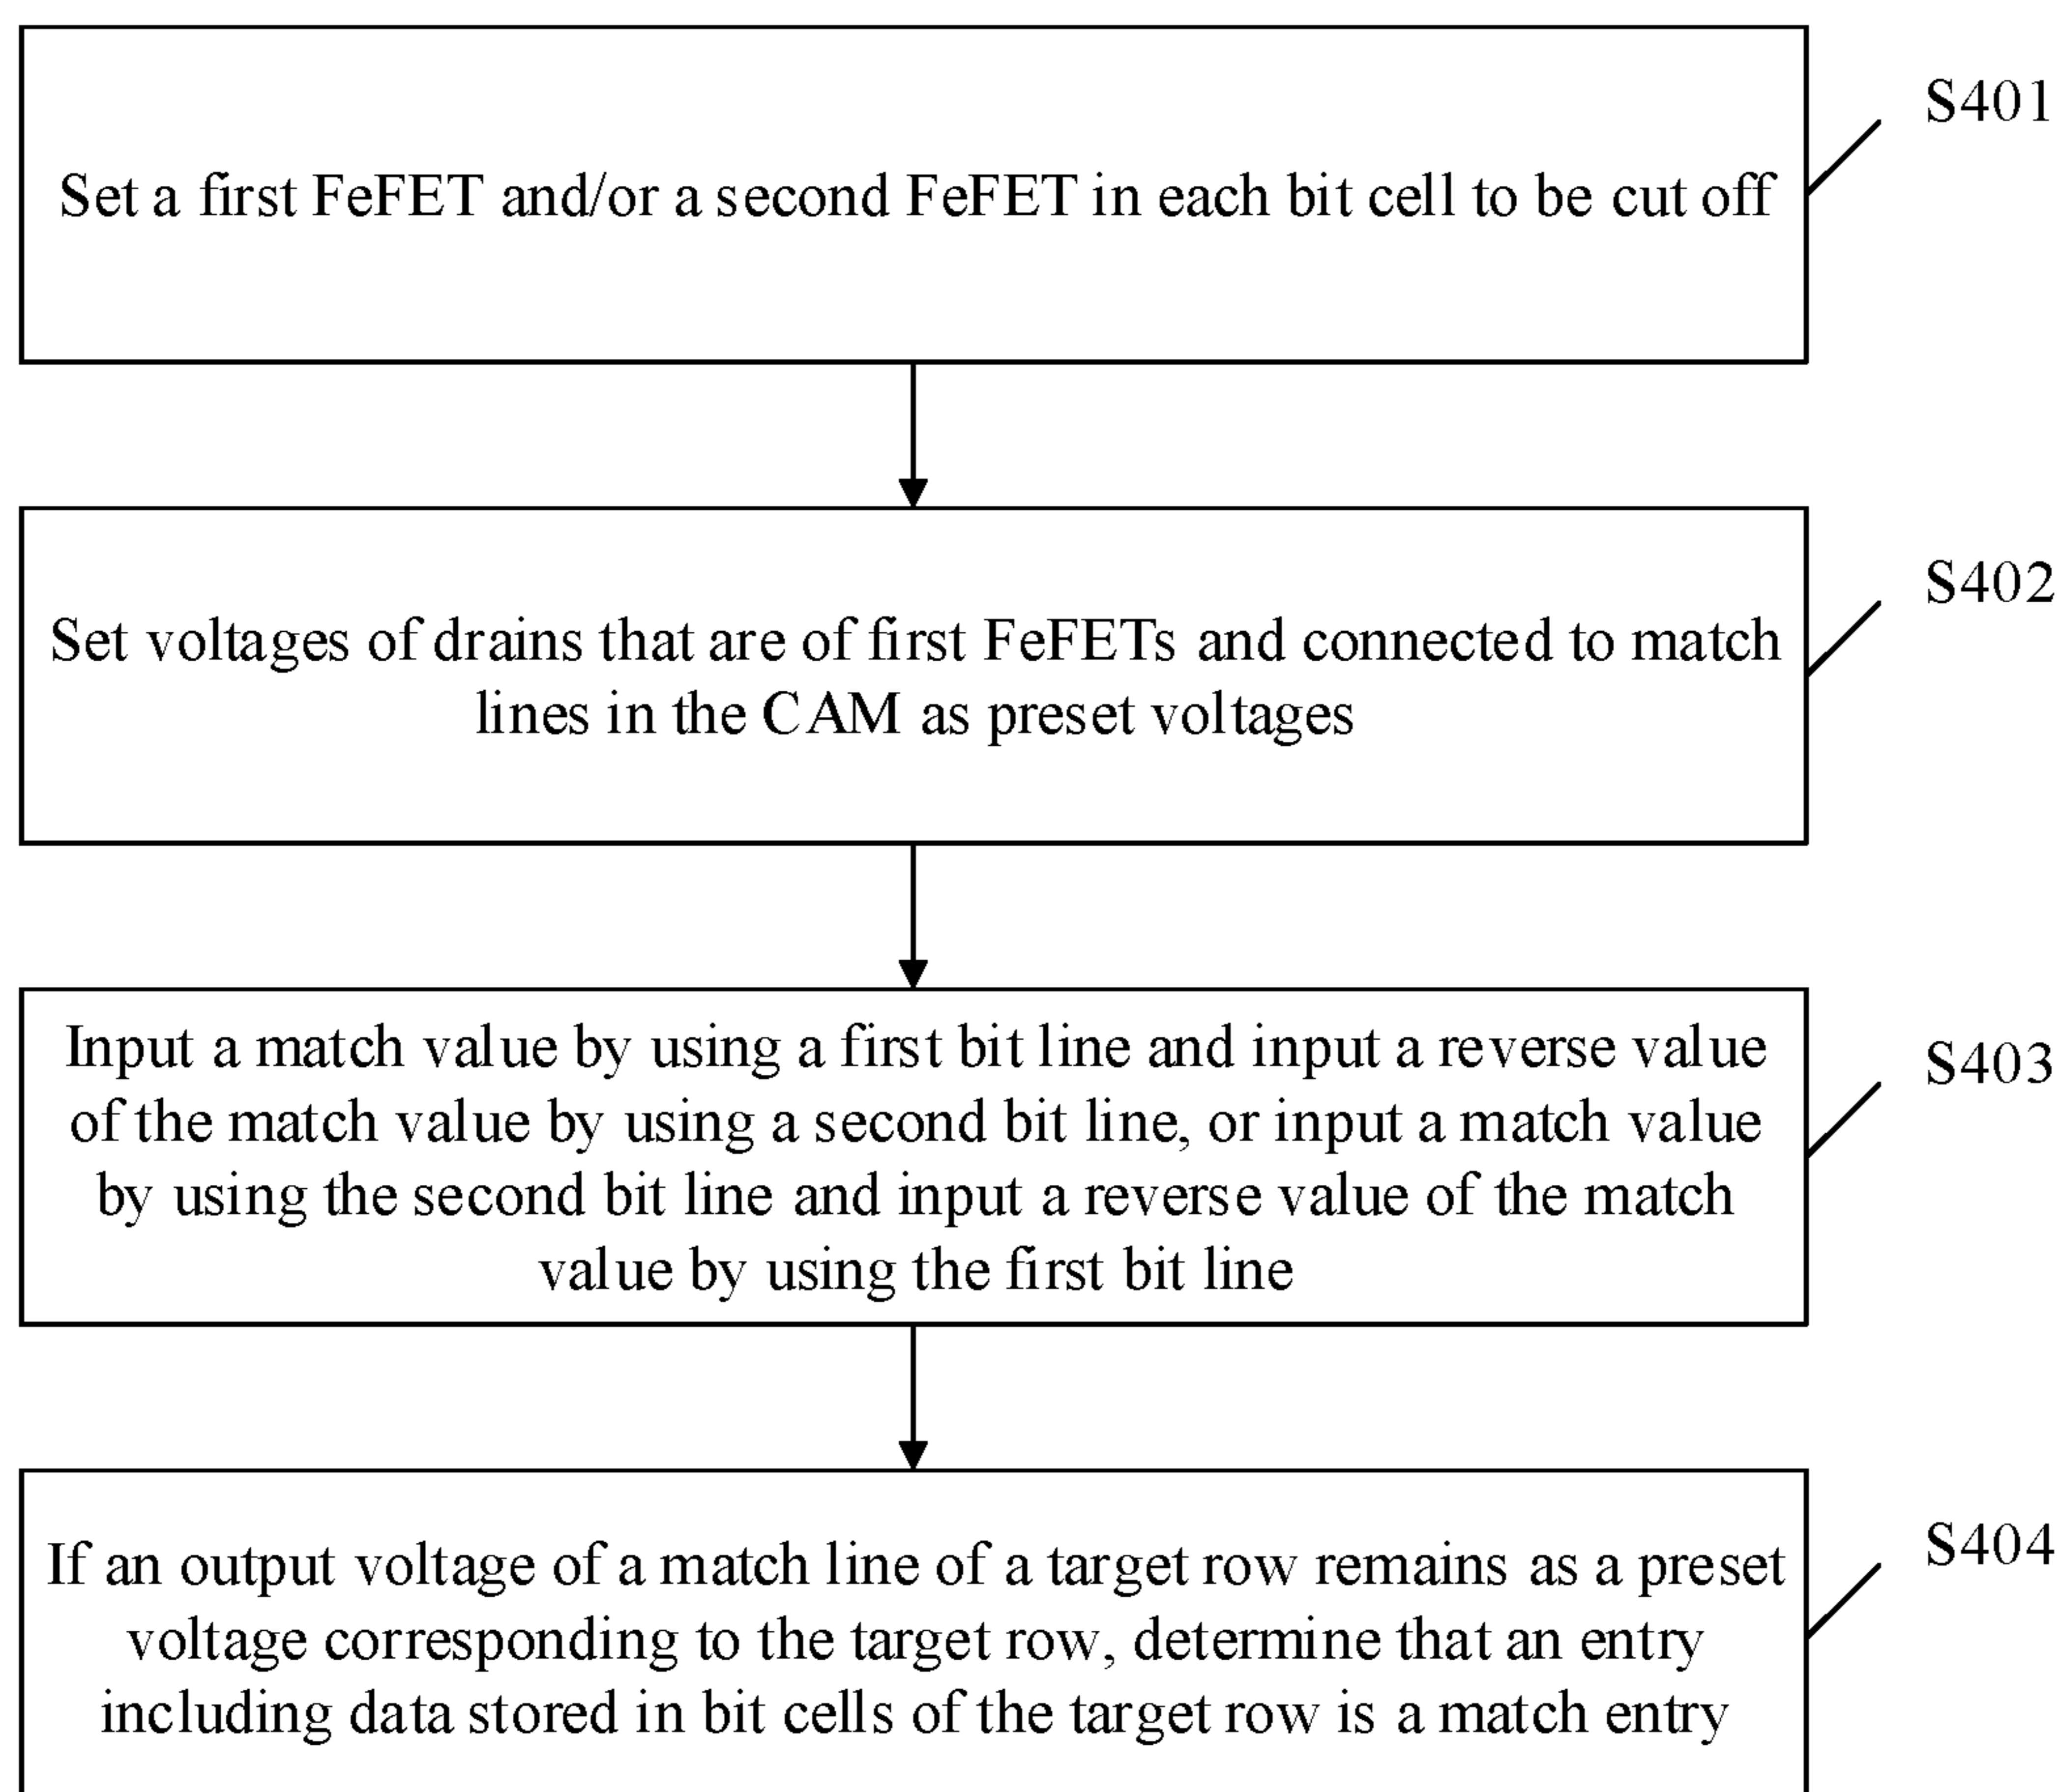 Set a first FeFET and/or a second FeFET in each bit cell to be cut off
S401
Set voltages of drains that are of first FeFETs and connected to match
lines in the CAM as preset voltages
S402
Input a match value by using a first bit line and input a reverse value
of the match value by using a second bit line, or input a match value
by using the second bit line and input a reverse value of the match
value by using the first bit line
S403
If an output voltage of a match line of a target row remains as a preset
voltage corresponding to the target row, determine that an entry
including data stored in bit cells of the target row is a match entry
S404